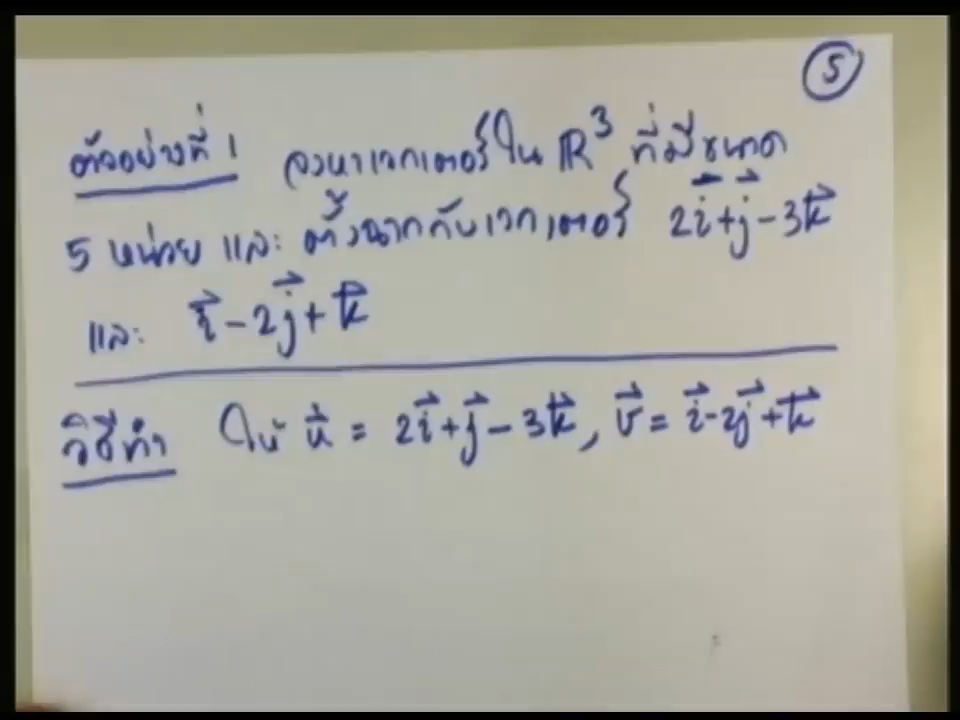 5
ตัวอย่างที่ 1 จงหาเวกเตอร์ใน ℝ³ ที่มีขนาด
5 หน่วย และ ตั้งฉากกับเวกเตอร์ 2i⃗+j⃗-3k⃗
และ i⃗-2j⃗+k⃗
วิธีทำ ให้ u⃗ = 2i⃗+j⃗-3k⃗, v⃗ = i⃗-2j⃗+k⃗